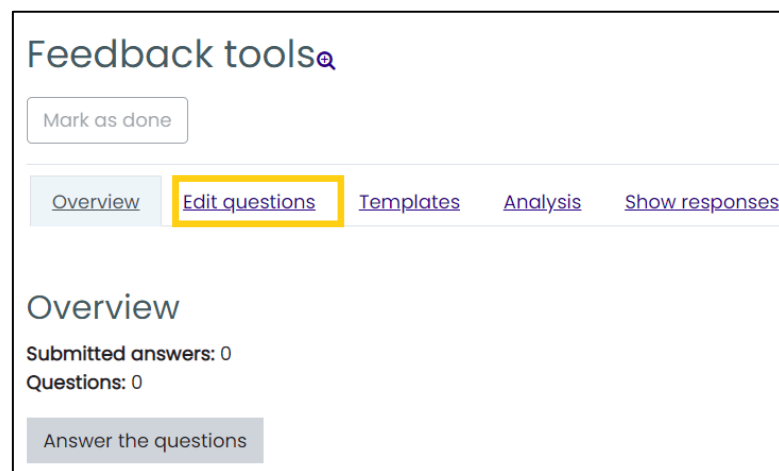 Feedback tools
Mark as done
Overview Edit questions Templates Analysis Show responses
Overview
Submitted answers: 0
Questions: 0
Answer the questions